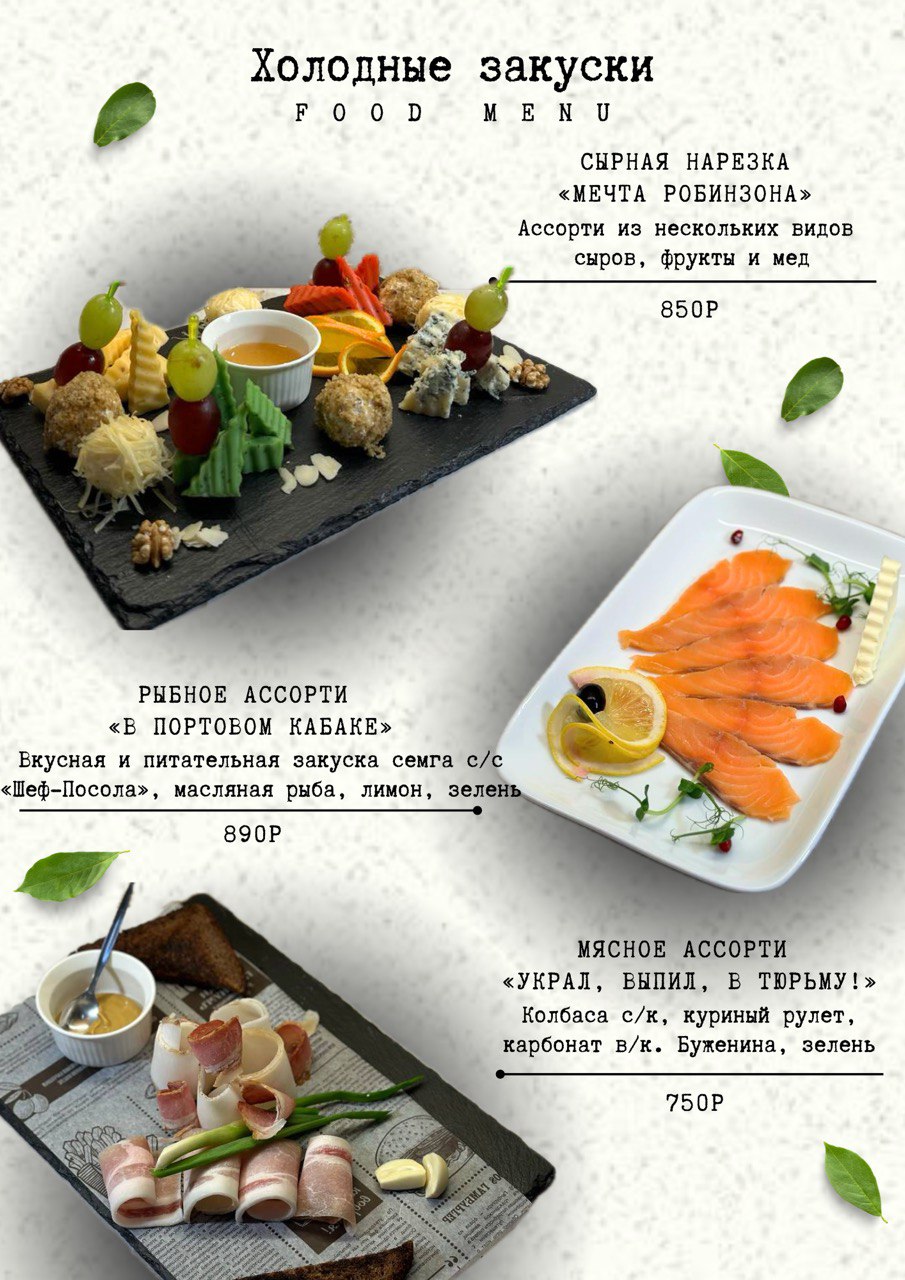 Холодные закуски
FOOD MENU
СЫРНАЯ НАРЕЗКА
«МЕЧТА РОБИНЗОНА»
Ассорти из нескольких видов
сыров, фрукты и мед
850Р
РЫБНОЕ АССОРТИ
«В ПОРТОВОМ КАБАКЕ»
Вкусная и питательная закуска семга с/с
«Шеф-Посола», масляная рыба, лимон, зелень
890Р
МЯСНОЕ АССОРТИ
«УКРАЛ, ВЫПИЛ, В ТЮРЬМУ!»
Колбаса с/к, куриный рулет,
карбонат в/к. Буженина, зелень
750Р